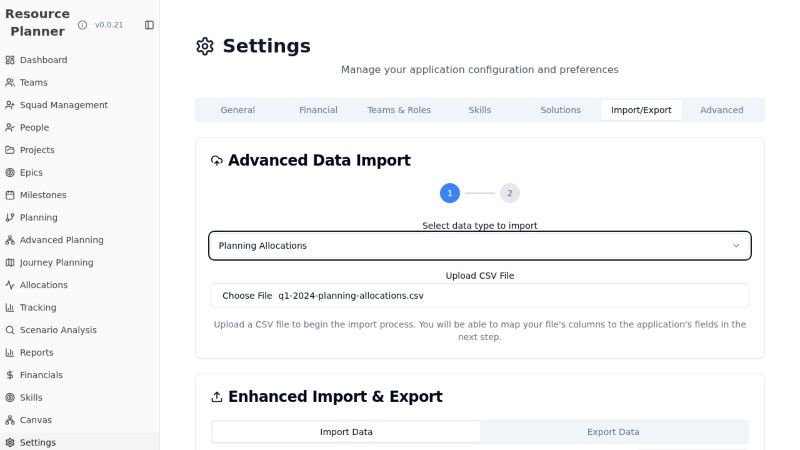 Resource
Planner
v0.0.21
Dashboard
Teams
Squad Management
People
Projects
Epics
Milestones
Planning
Advanced Planning
Journey Planning
Allocations
Tracking
Scenario Analysis
Reports
Financials
Skills
Canvas
Settings
Settings
Manage your application configuration and preferences
General Financial Teams & Roles Skills Solutions Import/Export Advanced
Advanced Data Import
1 2
Select data type to import
Planning Allocations
Upload CSV File
Choose File q1-2024-planning-allocations.csv
Upload a CSV file to begin the import process. You will be able to map your file's columns to the application's fields in the
next step.
Enhanced Import & Export
Import Data Export Data